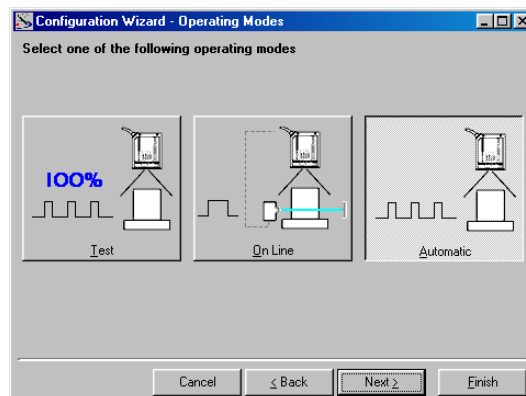 Configuration Wizard - Operating Modes
Select one of the following operating modes
100%
Test
On Line
Automatic
Cancel
< Back
Next >
Finish